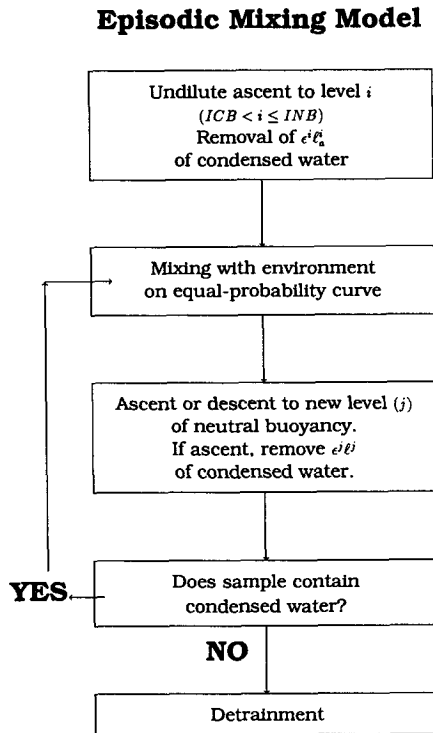 Episodic Mixing Model
Undilute ascent to level i
(ICB < i ≤ INB)
Removal of ϵⁱℓₐⁱ
of condensed water
Mixing with environment
on equal-probability curve
Ascent or descent to new level (j)
of neutral buoyancy.
If ascent, remove ϵʲℓʲ
of condensed water.
YES
Does sample contain
condensed water?
NO
Detrainment